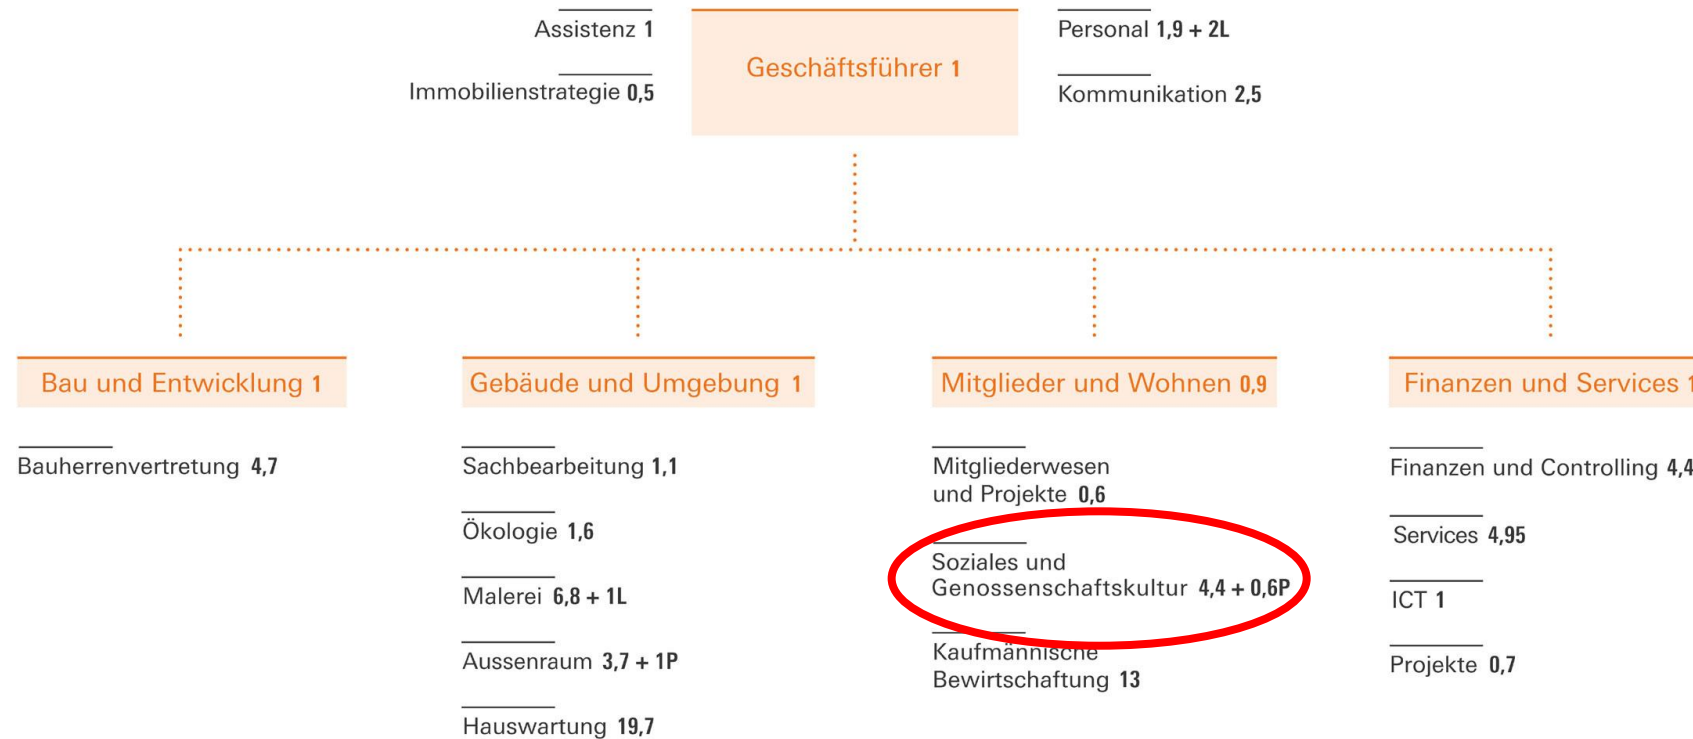 Assistenz 1
Immobilienstrategie 0,5
Geschäftsführer 1
Personal 1,9 + 2L
Kommunikation 2,5
Bau und Entwicklung 1
Bauherrenvertretung 4,7
Gebäude und Umgebung 1
Sachbearbeitung 1,1
Ökologie 1,6
Malerei 6,8 + 1L
Aussenraum 3,7 + 1P
Hauswartung 19,7
Mitglieder und Wohnen 0,9
Mitgliederwesen
und Projekte 0,6
Soziales und
Genossenschaftskultur 4,4 + 0,6P
Kaufmännische
Bewirtschaftung 13
Finanzen und Services 1
Finanzen und Controlling 4,4
Services 4,95
ICT 1
Projekte 0,7